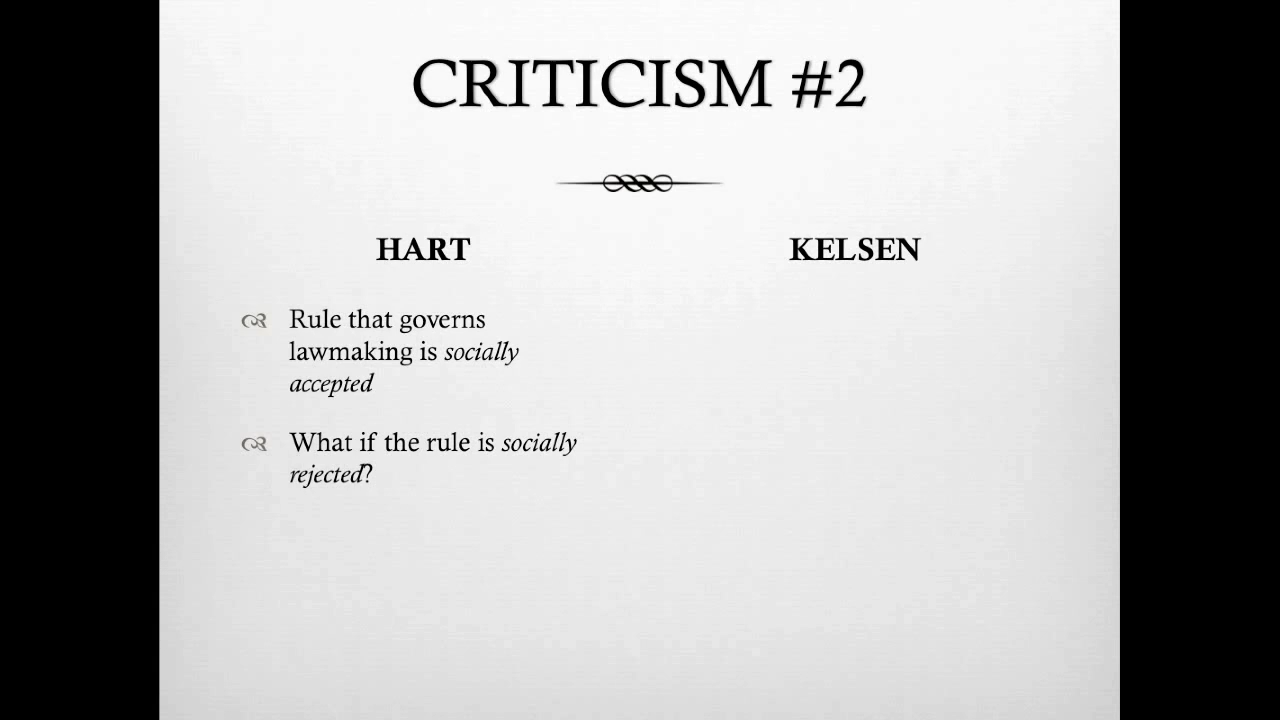 CRITICISM #2
HART
KELSEN
Rule that governs
lawmaking is socially
accepted
What if the rule is socially
rejected?